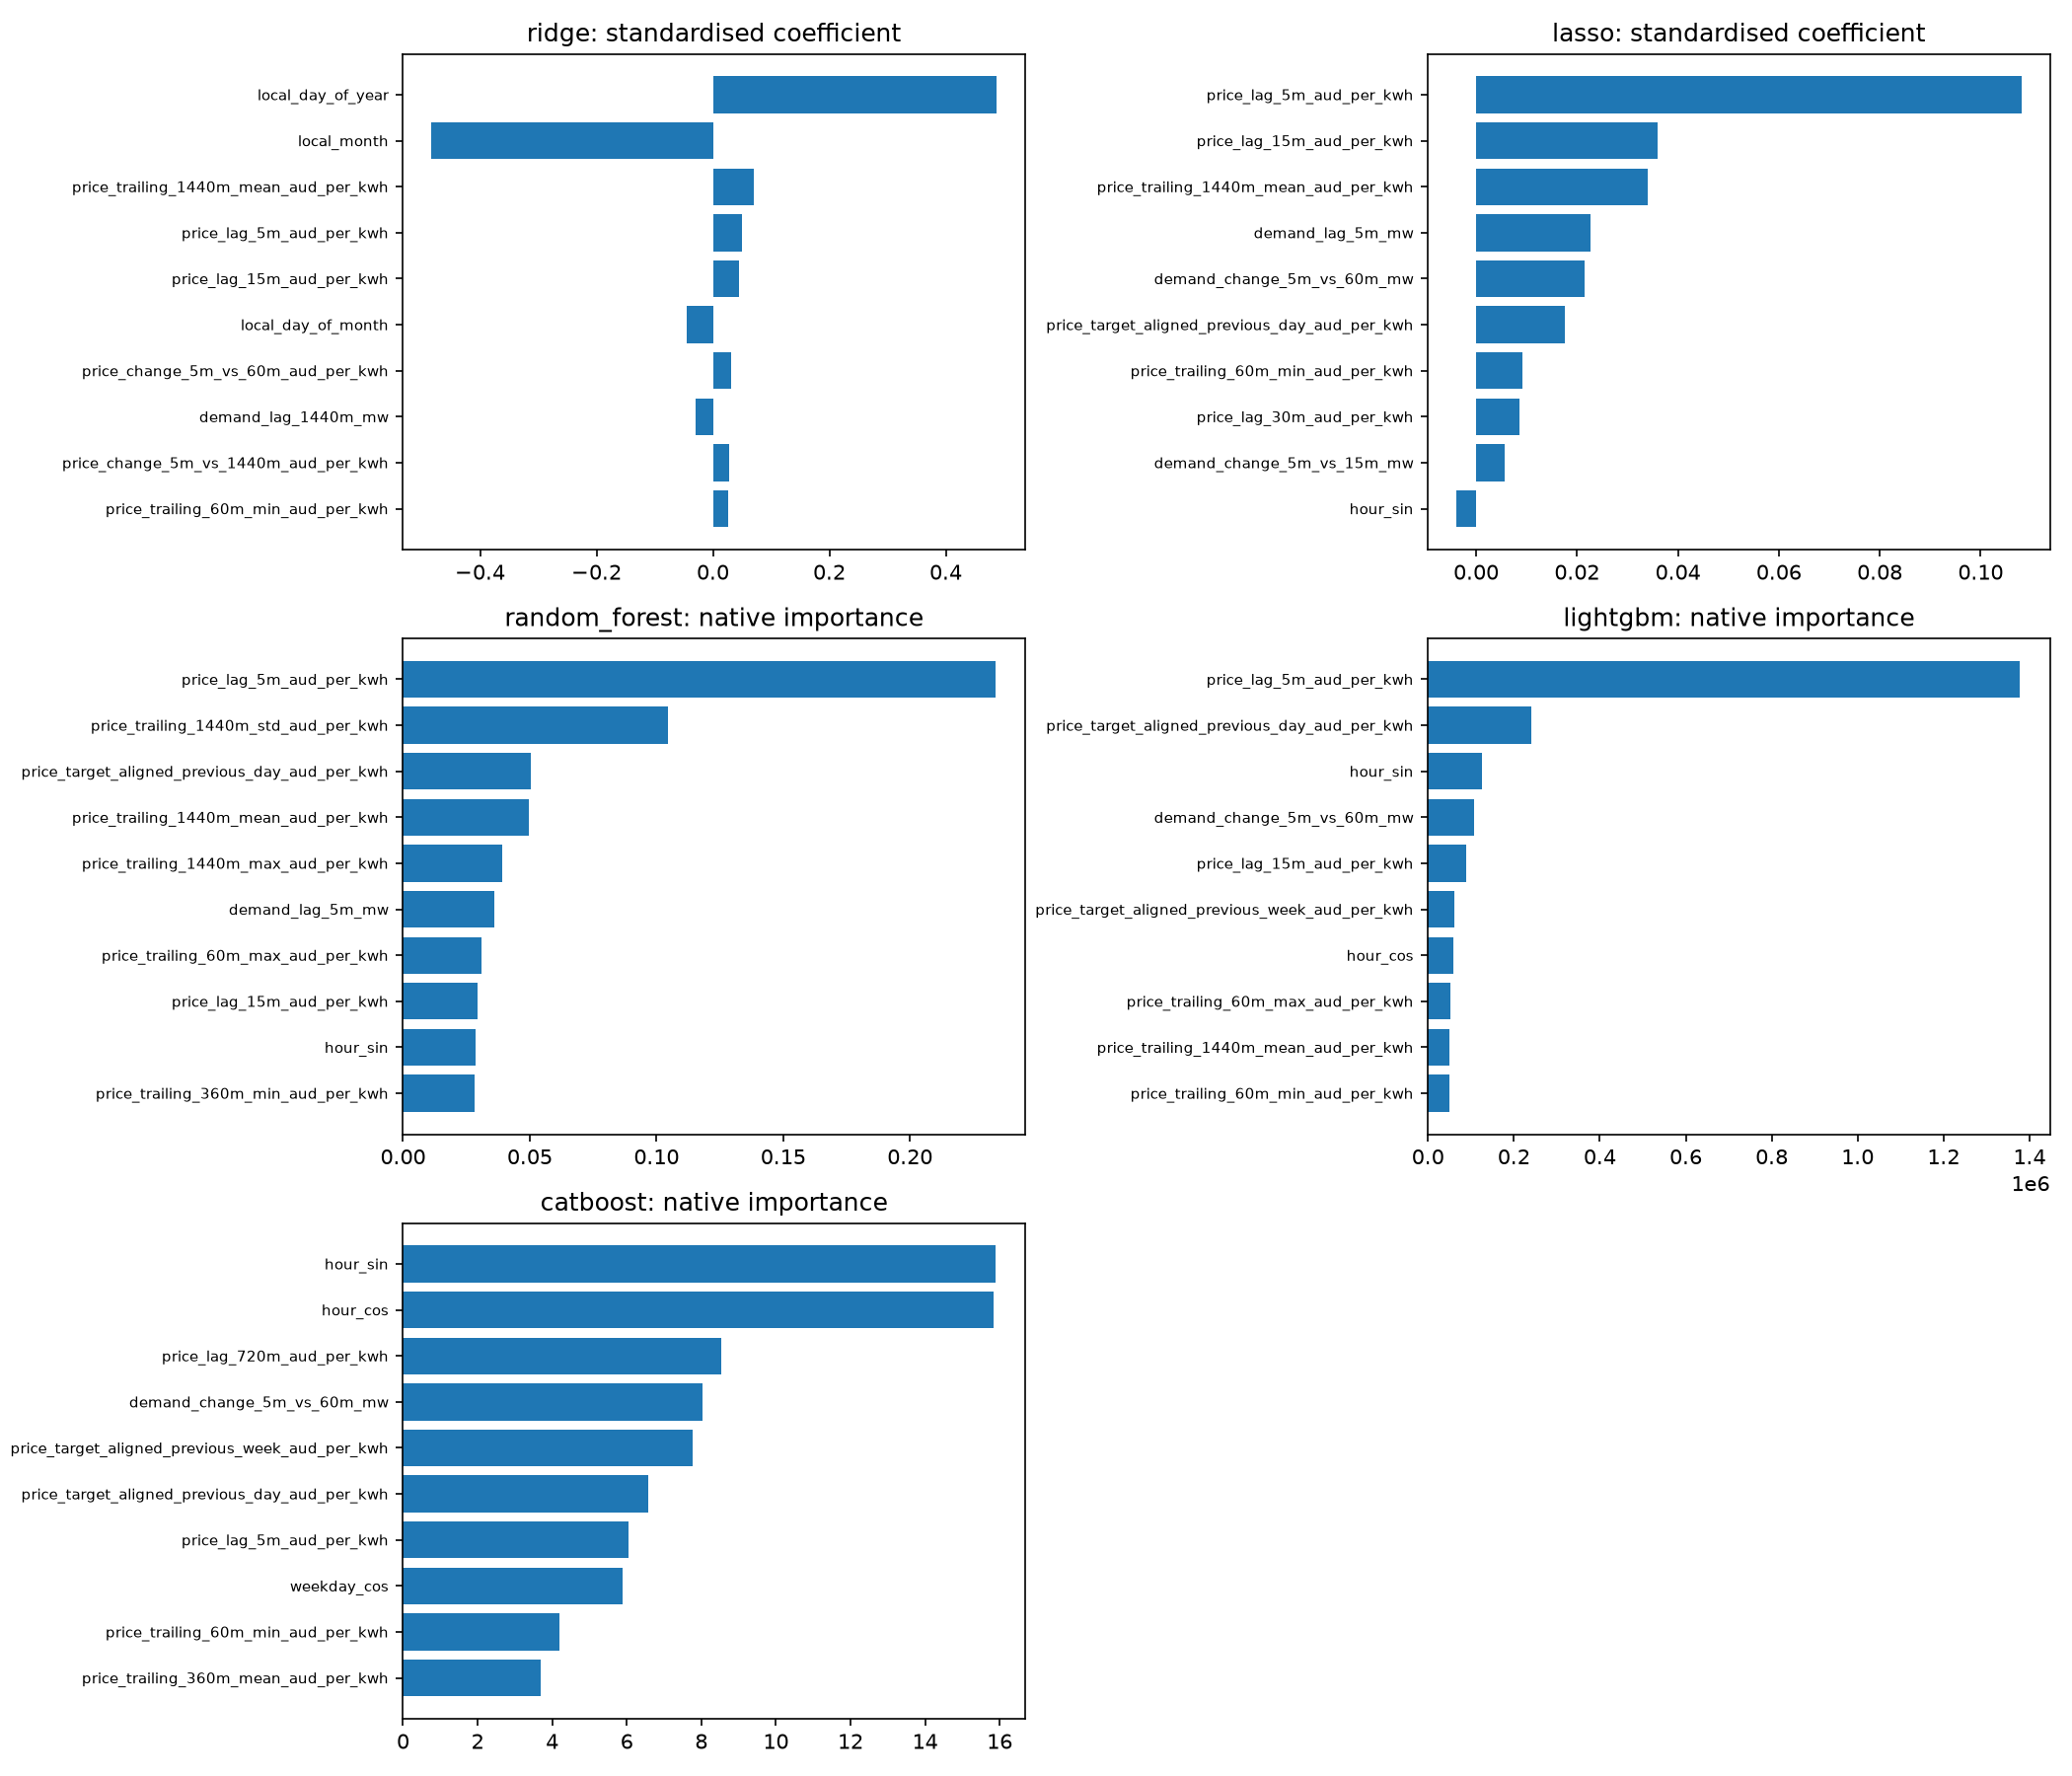 ridge: standardised coefficient
local_day_of_year
local_month
price_trailing_1440m_mean_aud_per_kwh
price_lag_5m_aud_per_kwh
price_lag_15m_aud_per_kwh
local_day_of_month
price_change_5m_vs_60m_aud_per_kwh
demand_lag_1440m_mw
price_change_5m_vs_1440m_aud_per_kwh
price_trailing_60m_min_aud_per_kwh
−0.4 −0.2 0.0 0.2 0.4
lasso: standardised coefficient
price_lag_5m_aud_per_kwh
price_lag_15m_aud_per_kwh
price_trailing_1440m_mean_aud_per_kwh
demand_lag_5m_mw
demand_change_5m_vs_60m_mw
price_target_aligned_previous_day_aud_per_kwh
price_trailing_60m_min_aud_per_kwh
price_lag_30m_aud_per_kwh
demand_change_5m_vs_15m_mw
hour_sin
0.00 0.02 0.04 0.06 0.08 0.10
random_forest: native importance
price_lag_5m_aud_per_kwh
price_trailing_1440m_std_aud_per_kwh
price_target_aligned_previous_day_aud_per_kwh
price_trailing_1440m_mean_aud_per_kwh
price_trailing_1440m_max_aud_per_kwh
demand_lag_5m_mw
price_trailing_60m_max_aud_per_kwh
price_lag_15m_aud_per_kwh
hour_sin
price_trailing_360m_min_aud_per_kwh
0.00 0.05 0.10 0.15 0.20
lightgbm: native importance
price_lag_5m_aud_per_kwh
price_target_aligned_previous_day_aud_per_kwh
hour_sin
demand_change_5m_vs_60m_mw
price_lag_15m_aud_per_kwh
price_target_aligned_previous_week_aud_per_kwh
hour_cos
price_trailing_60m_max_aud_per_kwh
price_trailing_1440m_mean_aud_per_kwh
price_trailing_60m_min_aud_per_kwh
0.0 0.2 0.4 0.6 0.8 1.0 1.2 1.4
1e6
catboost: native importance
hour_sin
hour_cos
price_lag_720m_aud_per_kwh
demand_change_5m_vs_60m_mw
price_target_aligned_previous_week_aud_per_kwh
price_target_aligned_previous_day_aud_per_kwh
price_lag_5m_aud_per_kwh
weekday_cos
price_trailing_60m_min_aud_per_kwh
price_trailing_360m_mean_aud_per_kwh
0 2 4 6 8 10 12 14 16